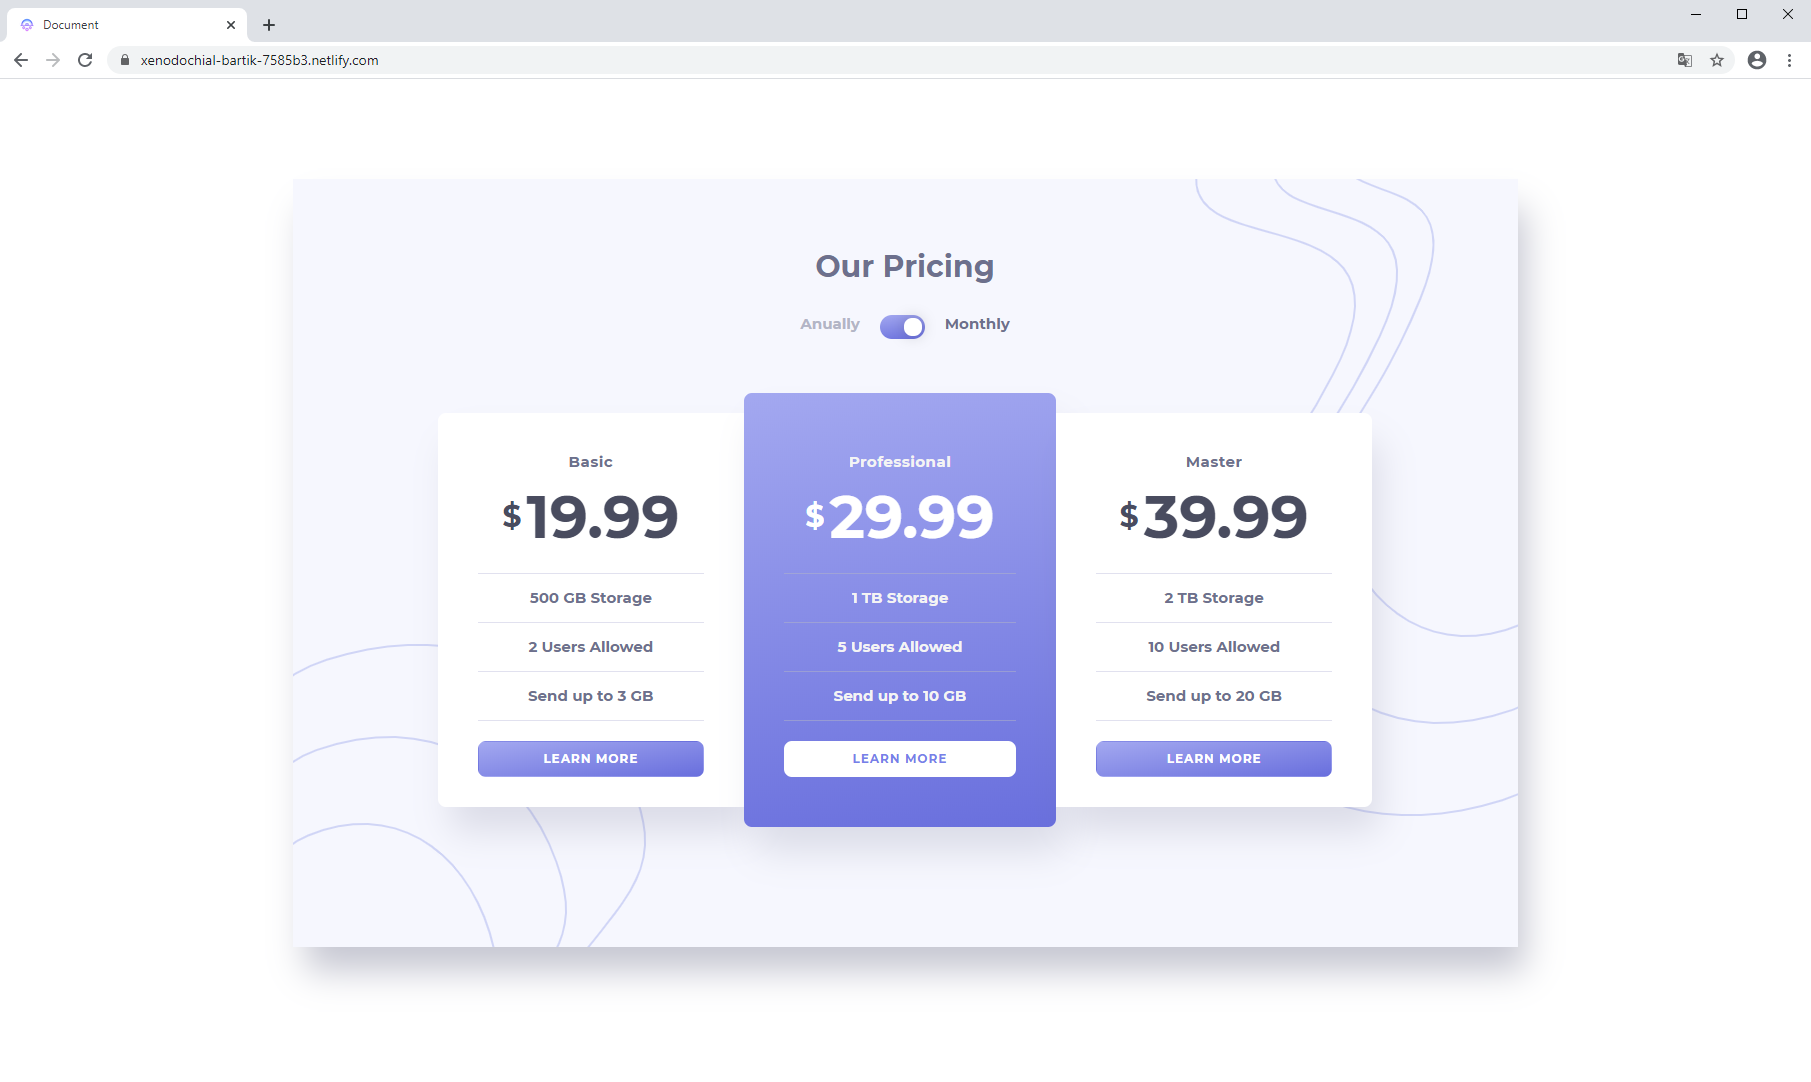 Document
xenodochial-bartik-7585b3.netlify.com
Our Pricing
Anually Monthly
Basic
$19.99
500 GB Storage
2 Users Allowed
Send up to 3 GB
LEARN MORE
Professional
$29.99
1 TB Storage
5 Users Allowed
Send up to 10 GB
LEARN MORE
Master
$39.99
2 TB Storage
10 Users Allowed
Send up to 20 GB
LEARN MORE